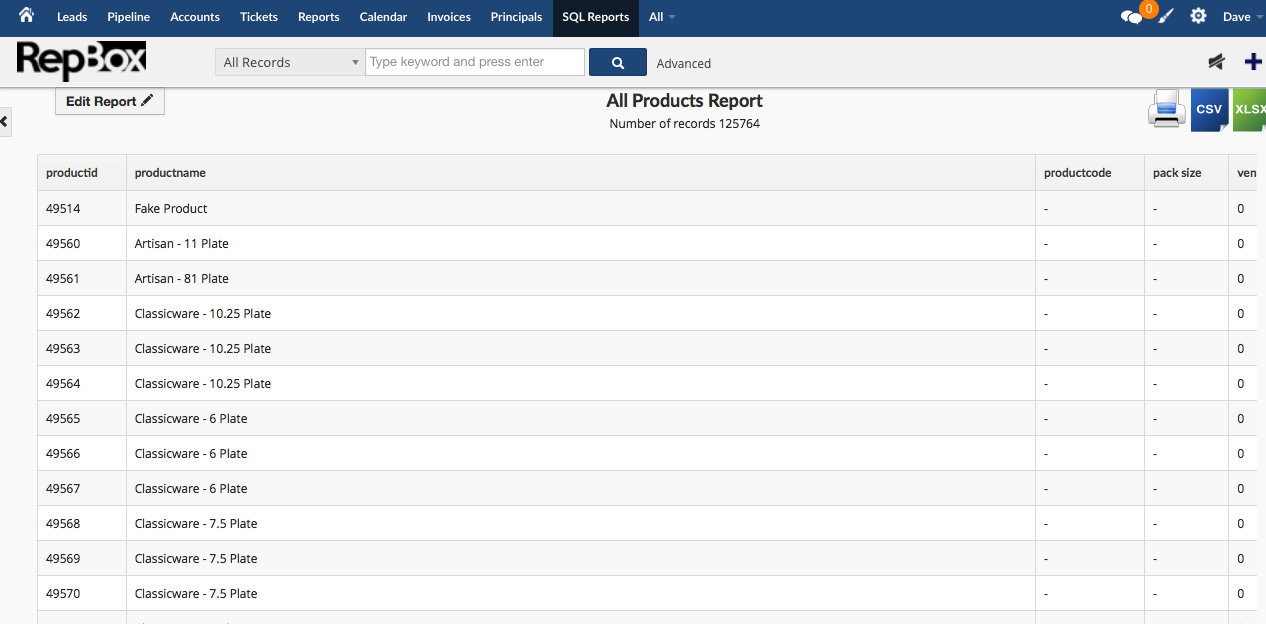 Leads Pipeline Accounts Tickets Reports Calendar Invoices Principals SQL Reports All 0 Dave
RepBox All Records Type keyword and press enter Advanced
Edit Report All Products Report CSV XLSX
Number of records 125764
productid productname productcode pack size ven
49514 Fake Product - - 0
49560 Artisan - 11 Plate - - 0
49561 Artisan - 81 Plate - - 0
49562 Classicware - 10.25 Plate - - 0
49563 Classicware - 10.25 Plate - - 0
49564 Classicware - 10.25 Plate - - 0
49565 Classicware - 6 Plate - - 0
49566 Classicware - 6 Plate - - 0
49567 Classicware - 6 Plate - - 0
49568 Classicware - 7.5 Plate - - 0
49569 Classicware - 7.5 Plate - - 0
49570 Classicware - 7.5 Plate - - 0